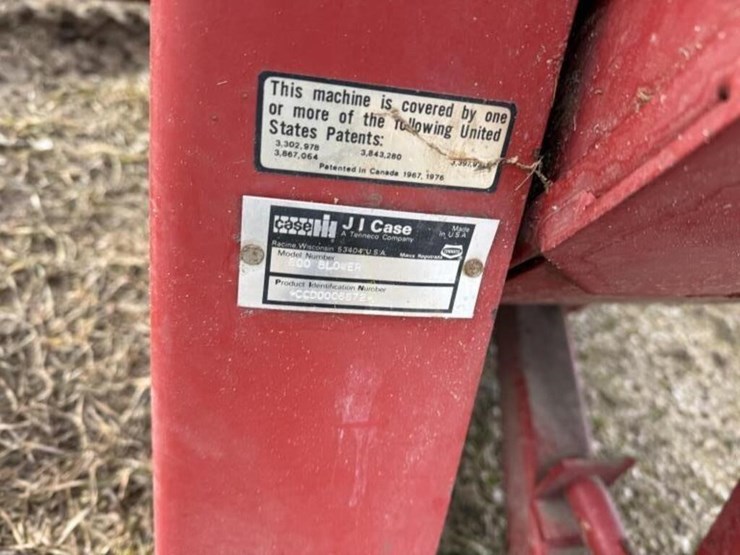 This machine is covered by one
or more of the following United
States Patents:
3,302,978 3,843,280
3,867,064
Patented in Canada 1967, 1976
case IH J I Case Made
A Tenneco Company in U.S.A.
Racine Wisconsin 53404 U.S.A.
Model Number
BLOWER
Product Identification Number